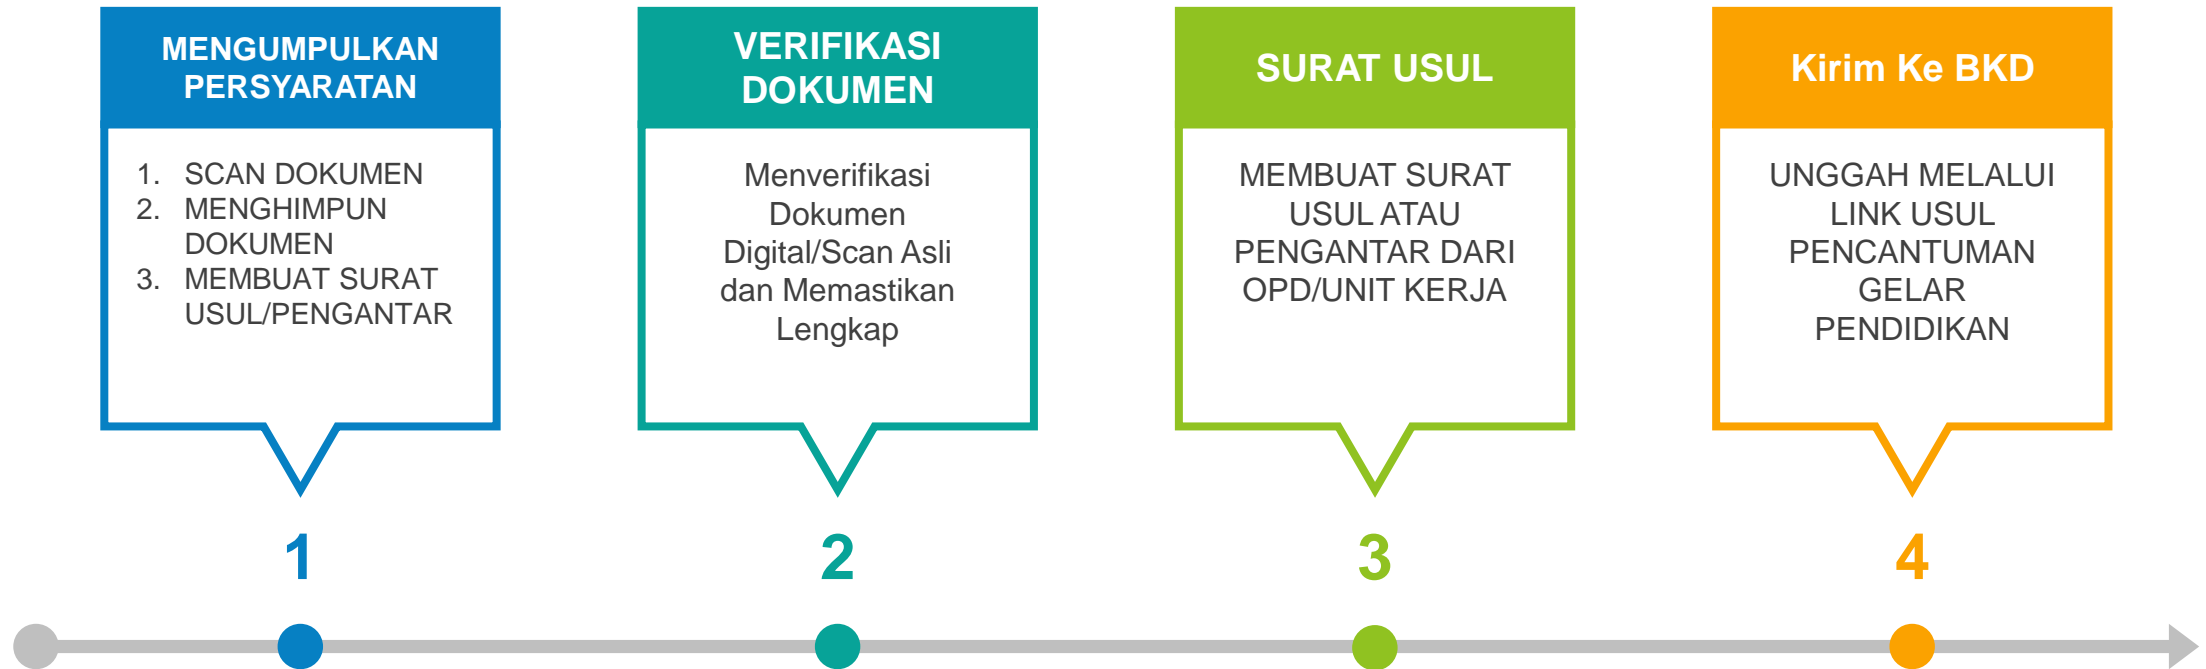 MENGUMPULKAN
PERSYARATAN
1. SCAN DOKUMEN
2. MENGHIMPUN
DOKUMEN
3. MEMBUAT SURAT
USUL/PENGANTAR
1
VERIFIKASI
DOKUMEN
Menverifikasi
Dokumen
Digital/Scan Asli
dan Memastikan
Lengkap
2
SURAT USUL
MEMBUAT SURAT
USUL ATAU
PENGANTAR DARI
OPD/UNIT KERJA
3
Kirim Ke BKD
UNGGAH MELALUI
LINK USUL
PENCANTUMAN
GELAR
PENDIDIKAN
4